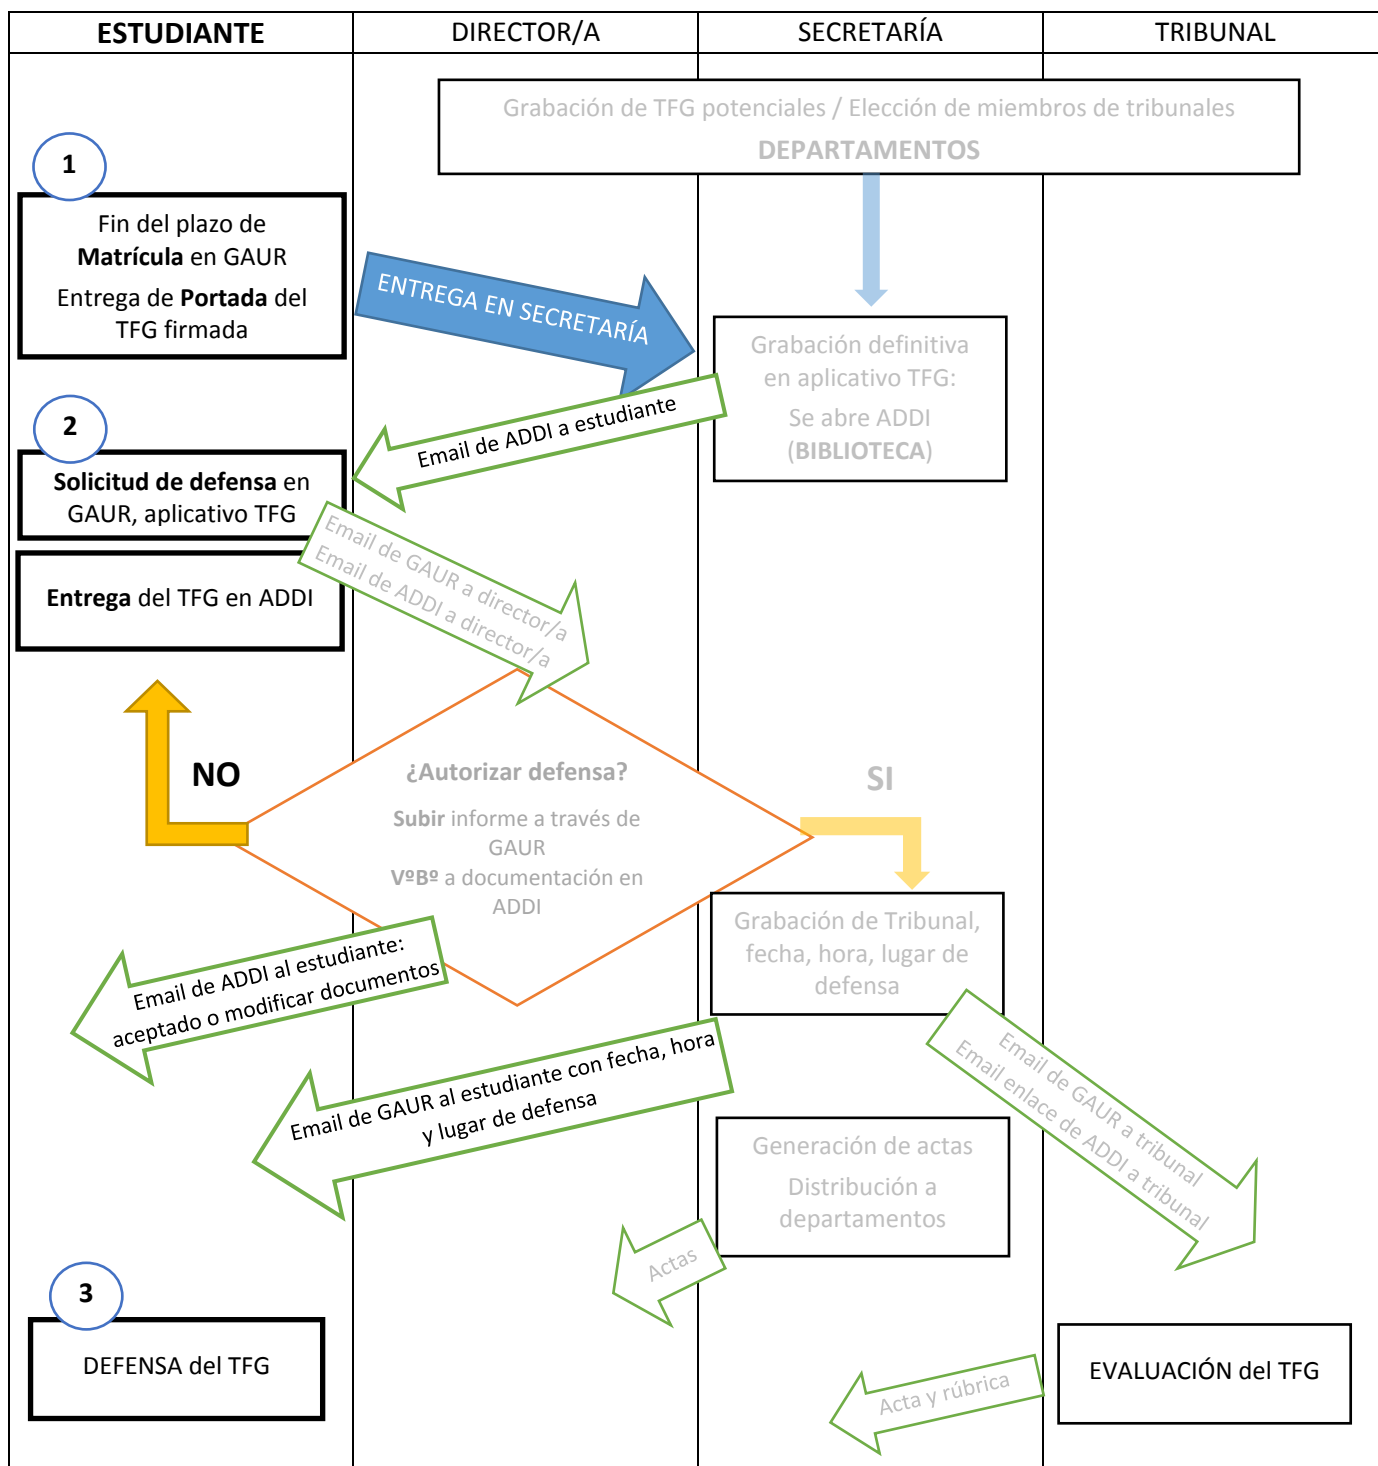 ESTUDIANTE
DIRECTOR/A
SECRETARÍA
TRIBUNAL
Grabación de TFG potenciales / Elección de miembros de tribunales
DEPARTAMENTOS
1
Fin del plazo de
Matrícula en GAUR
Entrega de Portada del
TFG firmada
ENTREGA EN SECRETARÍA
Grabación definitiva
en aplicativo TFG:
Se abre ADDI
(BIBLIOTECA)
Email de ADDI a estudiante
2
Solicitud de defensa en
GAUR, aplicativo TFG
Entrega del TFG en ADDI
Email de GAUR a director/a
Email de ADDI a director/a
NO
¿Autorizar defensa?
Subir informe a través de
GAUR
VºBº a documentación en
ADDI
SI
Grabación de Tribunal,
fecha, hora, lugar de
defensa
Email de ADDI al estudiante:
aceptado o modificar documentos
Email de GAUR al estudiante con fecha, hora
y lugar de defensa
Email de GAUR a tribunal
Email enlace de ADDI a tribunal
Generación de actas
Distribución a
departamentos
Actas
3
DEFENSA del TFG
EVALUACIÓN del TFG
Acta y rúbrica